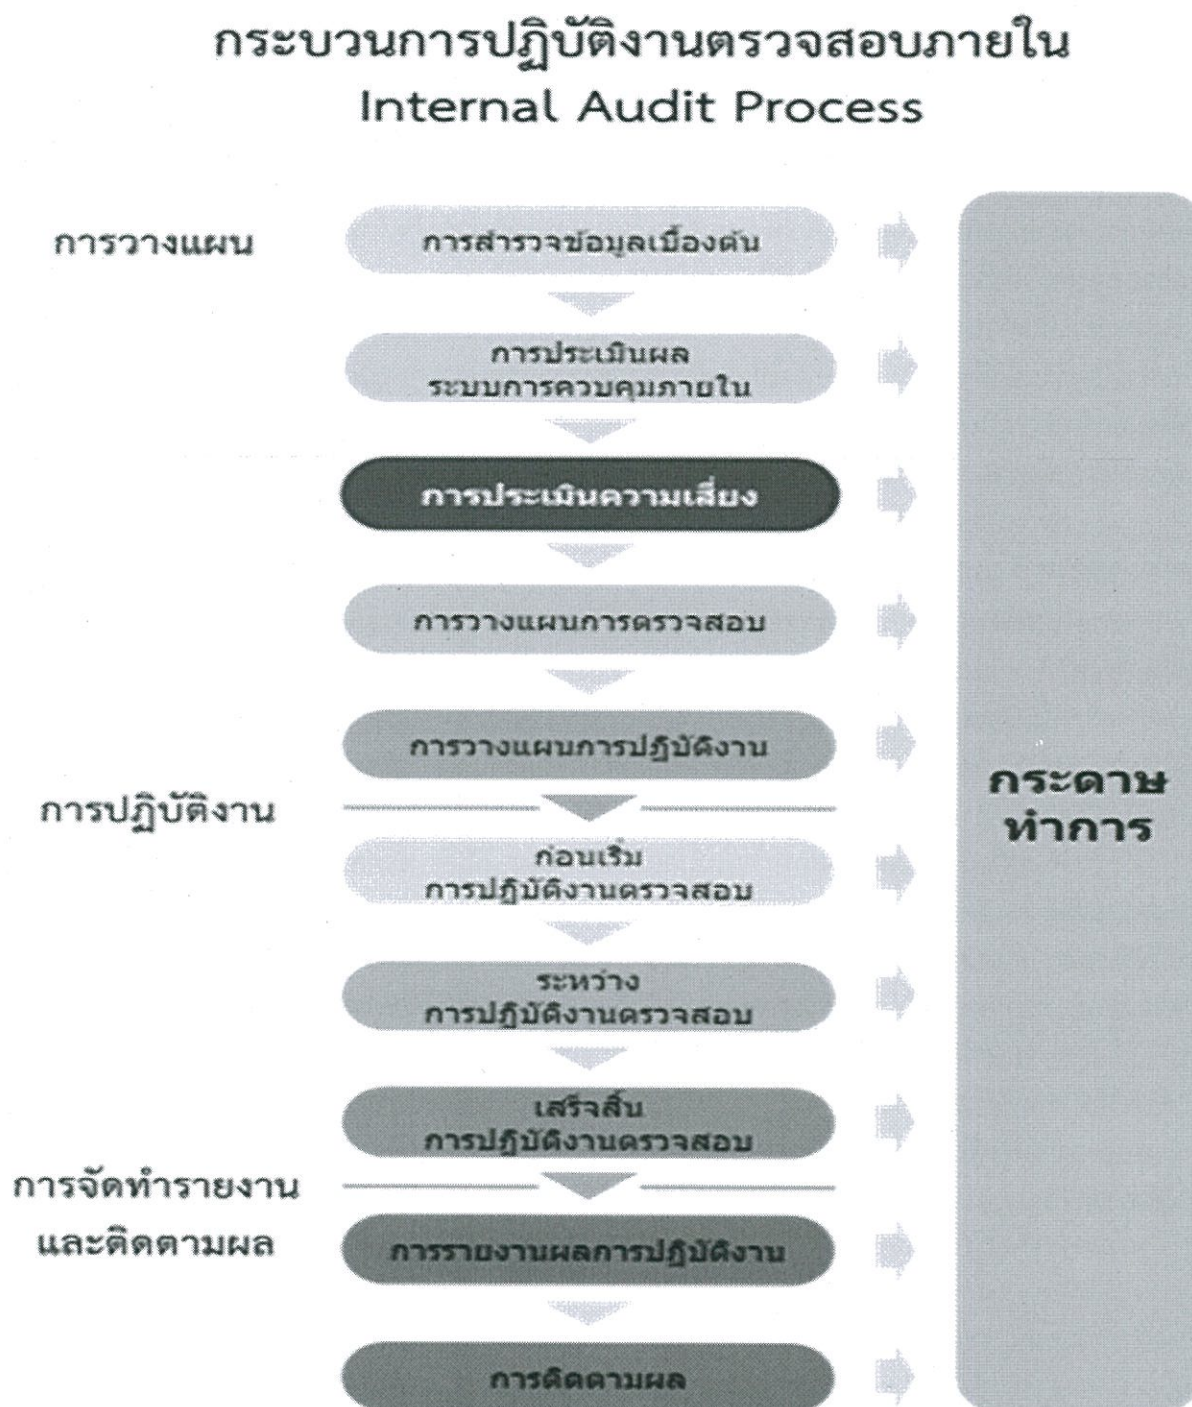 กระบวนการปฏิบัติงานตรวจสอบภายใน
Internal Audit Process
การวางแผน
การสำรวจข้อมูลเบื้องต้น
การประเมินผล
ระบบการควบคุมภายใน
การประเมินความเสี่ยง
การวางแผนการตรวจสอบ
การวางแผนการปฏิบัติงาน
การปฏิบัติงาน
ก่อนเริ่ม
การปฏิบัติงานตรวจสอบ
ระหว่าง
การปฏิบัติงานตรวจสอบ
เสร็จสิ้น
การปฏิบัติงานตรวจสอบ
การจัดทำรายงาน
และติดตามผล
การรายงานผลการปฏิบัติงาน
การติดตามผล
กระดาษ
ทำการ